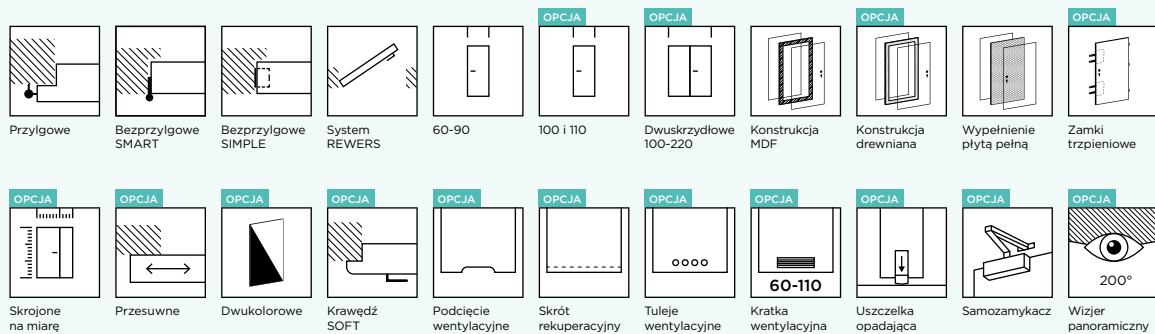 OPCJA OPCJA OPCJA OPCJA
Przylgowe
Bezprzylgowe
SMART
Bezprzylgowe
SIMPLE
System
REWERS
60-90
100 i 110
Dwuskrzydłowe
100-220
Konstrukcja
MDF
Konstrukcja
drewniana
Wypełnienie
płytą pełną
Zamki
trzpieniowe
OPCJA OPCJA OPCJA OPCJA OPCJA OPCJA OPCJA OPCJA OPCJA OPCJA OPCJA
60-110
200°
Skrojone
na miarę
Przesuwne
Dwukolorowe
Krawędź
SOFT
Podcięcie
wentylacyjne
Skrót
rekuperacyjny
Tuleje
wentylacyjne
Kratka
wentylacyjna
Uszczelka
opadająca
Samozamykacz
Wizjer
panoramiczny